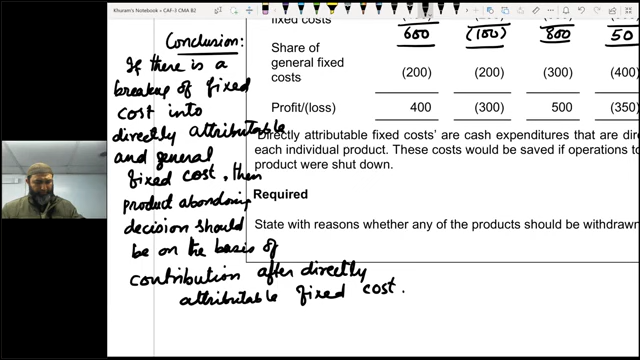 Khuram's Notebook - CAF-3 CMA B2
fixed costs
600 (100) 800 50
Share of
general fixed
costs (200) (200) (300) (400)
Profit/(loss) 400 (300) 500 (350)
'Directly attributable fixed costs' are cash expenditures that are dire
each individual product. These costs would be saved if operations to
product were shut down.
Required
State with reasons whether any of the products should be withdrawn
Conclusion:
If there is a
breakup of fixed
cost into
directly attributable
and general
fixed cost, then
product abondoning
decision should
be on the basis of
contribution after directly
attributable fixed cost.